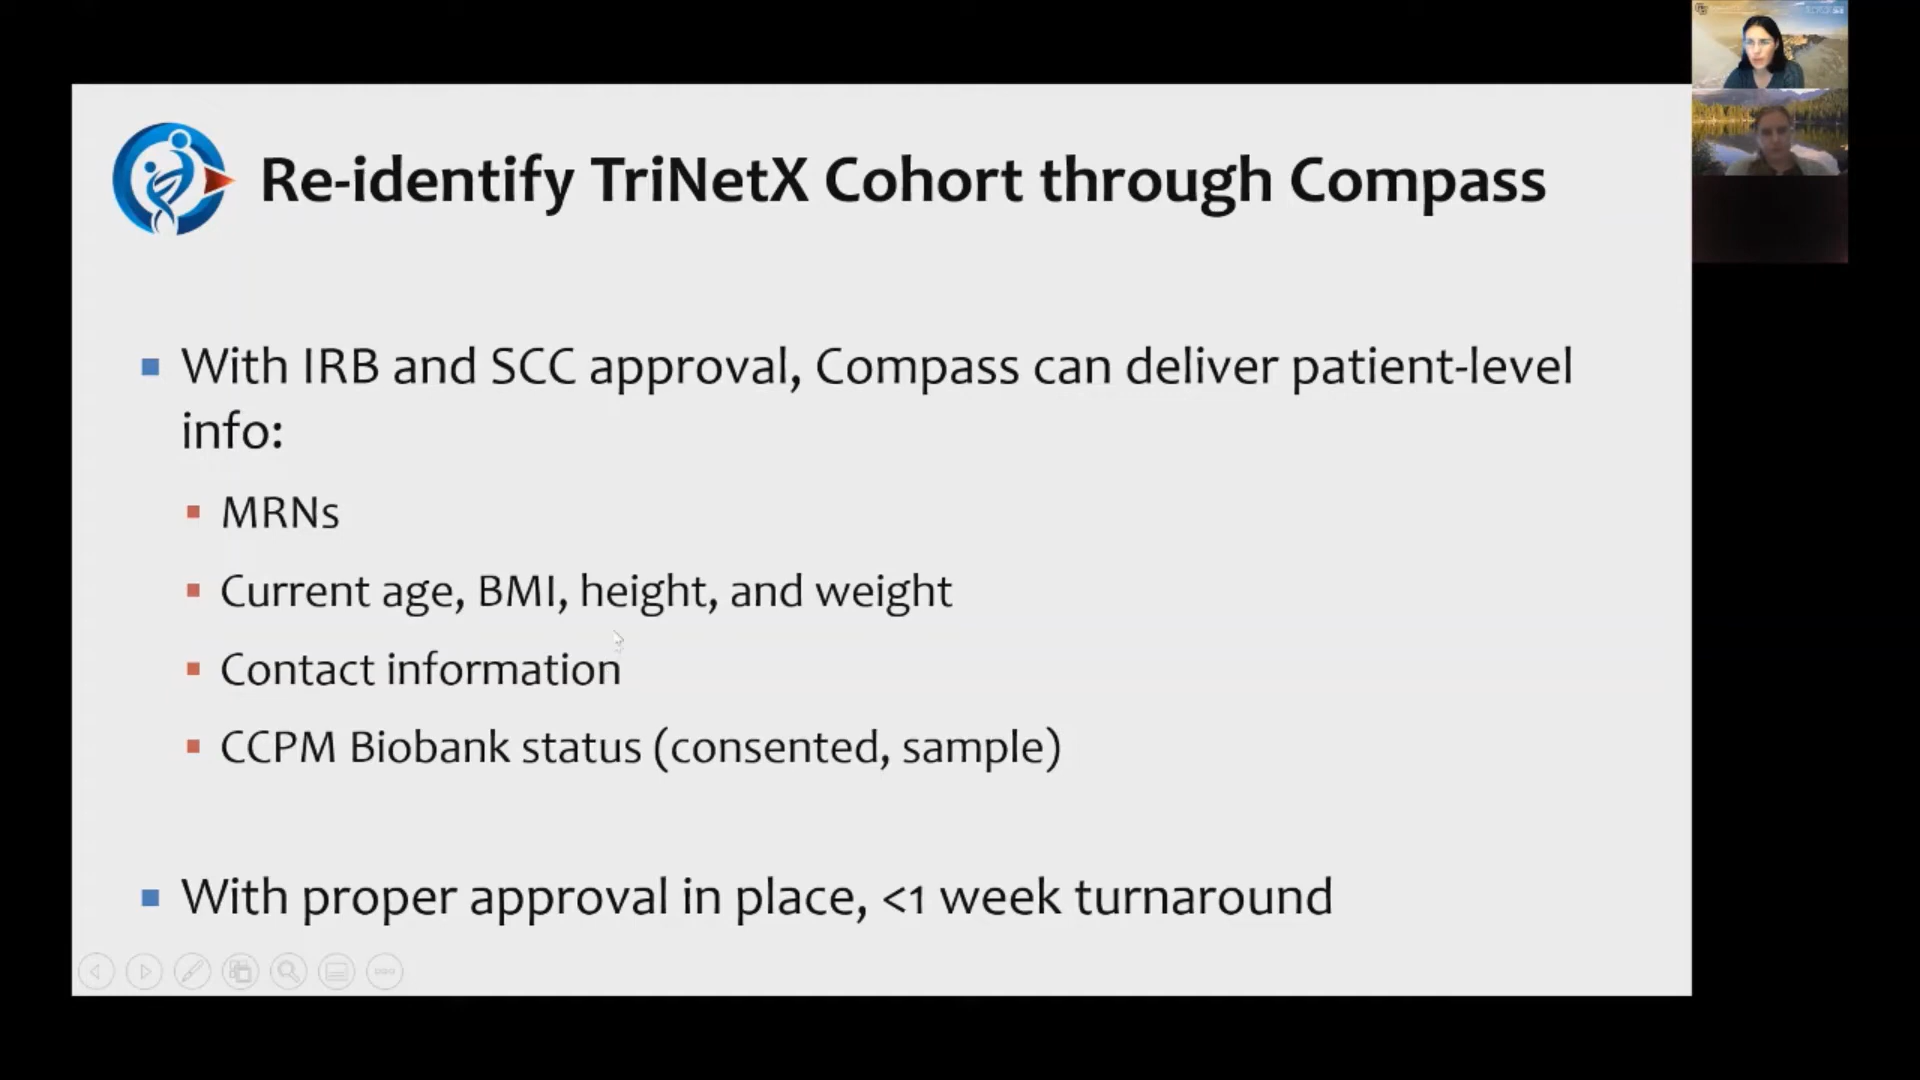 Re-identify TriNetX Cohort through Compass
With IRB and SCC approval, Compass can deliver patient-level
info:
MRNs
Current age, BMI, height, and weight
Contact information
CCPM Biobank status (consented, sample)
With proper approval in place, <1 week turnaround